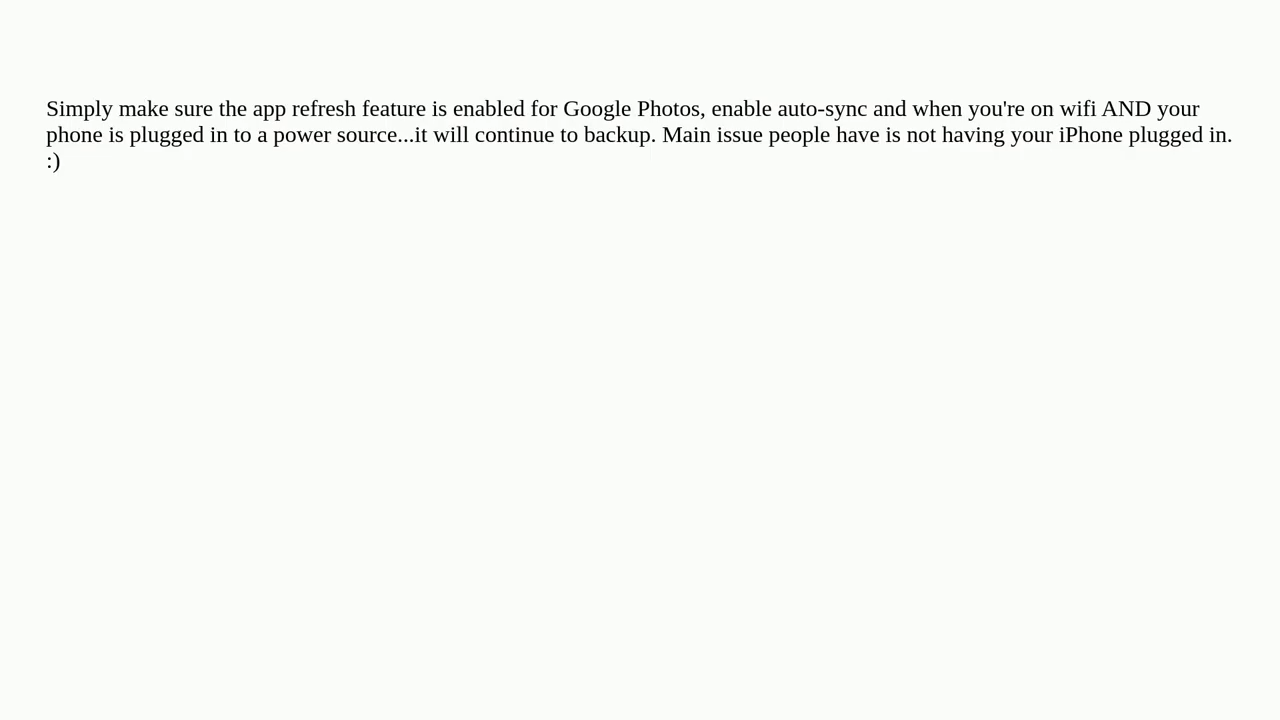 Simply make sure the app refresh feature is enabled for Google Photos, enable auto-sync and when you're on wifi AND your
phone is plugged in to a power source...it will continue to backup. Main issue people have is not having your iPhone plugged in.
:)